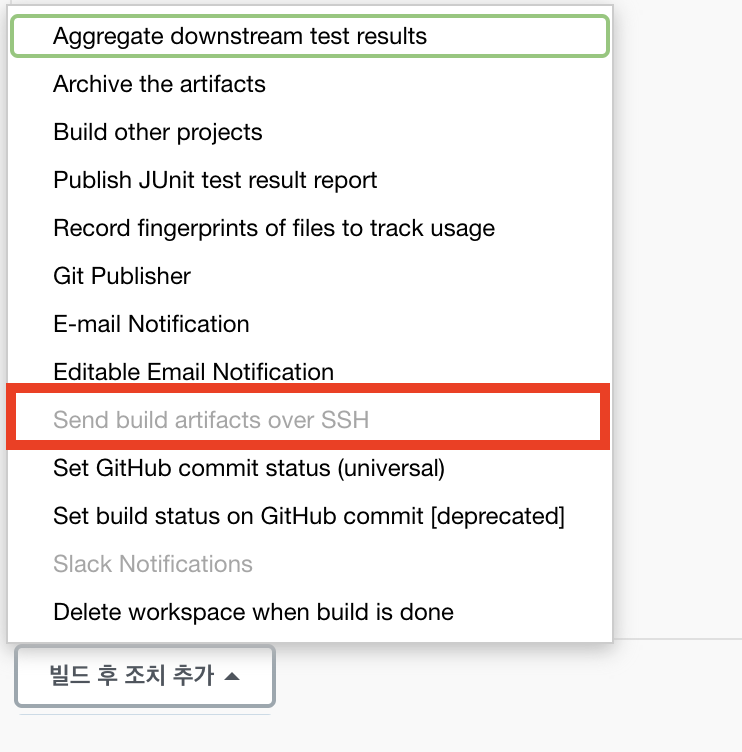 Aggregate downstream test results
Archive the artifacts
Build other projects
Publish JUnit test result report
Record fingerprints of files to track usage
Git Publisher
E-mail Notification
Editable Email Notification
Send build artifacts over SSH
Set GitHub commit status (universal)
Set build status on GitHub commit [deprecated]
Slack Notifications
Delete workspace when build is done
빌드 후 조치 추가